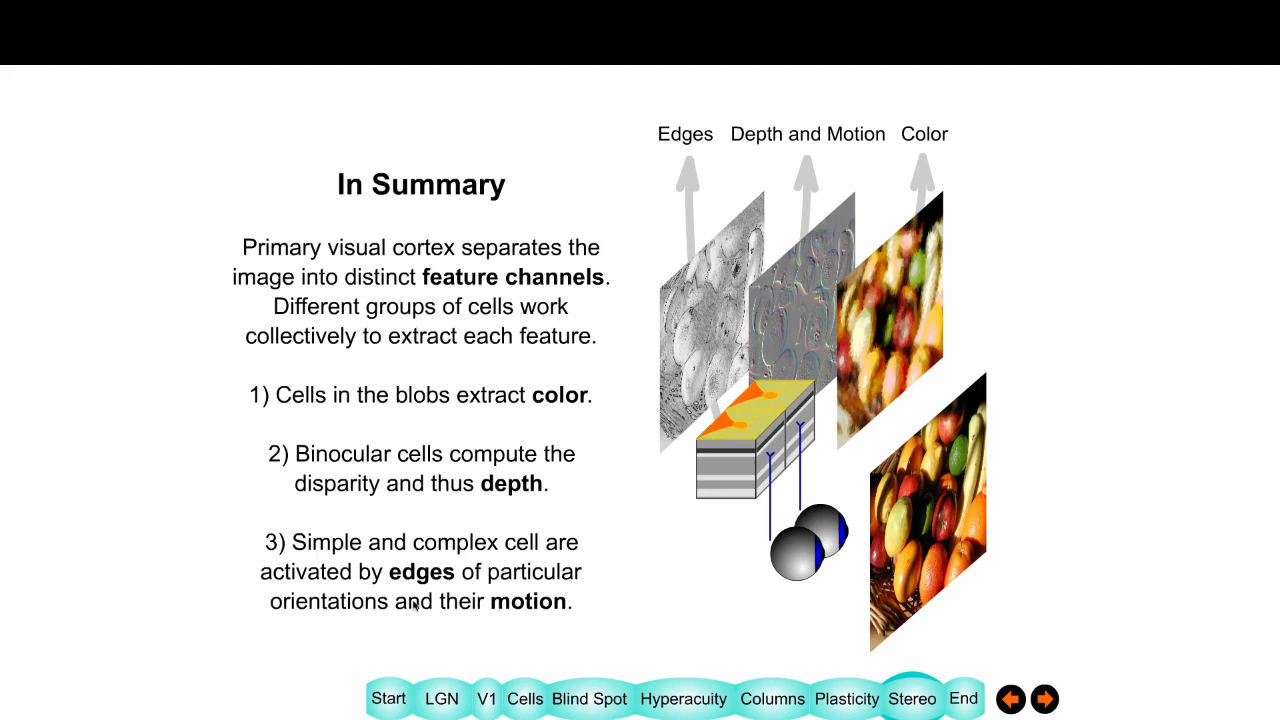 Edges Depth and Motion Color
In Summary
Primary visual cortex separates the
image into distinct feature channels.
Different groups of cells work
collectively to extract each feature.
1) Cells in the blobs extract color.
2) Binocular cells compute the
disparity and thus depth.
3) Simple and complex cell are
activated by edges of particular
orientations and their motion.
Start LGN V1 Cells Blind Spot Hyperacuity Columns Plasticity Stereo End